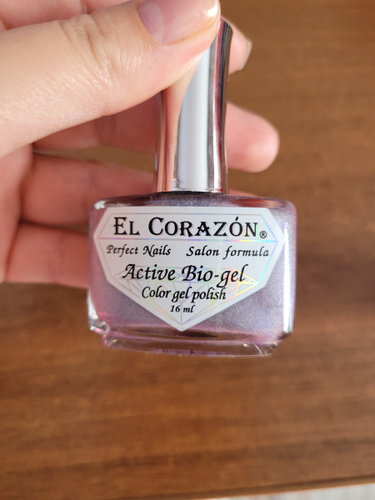 EL CORAZÓN®
Perfect Nails Salon formula
Active Bio-gel
Color gel polish
16 ml